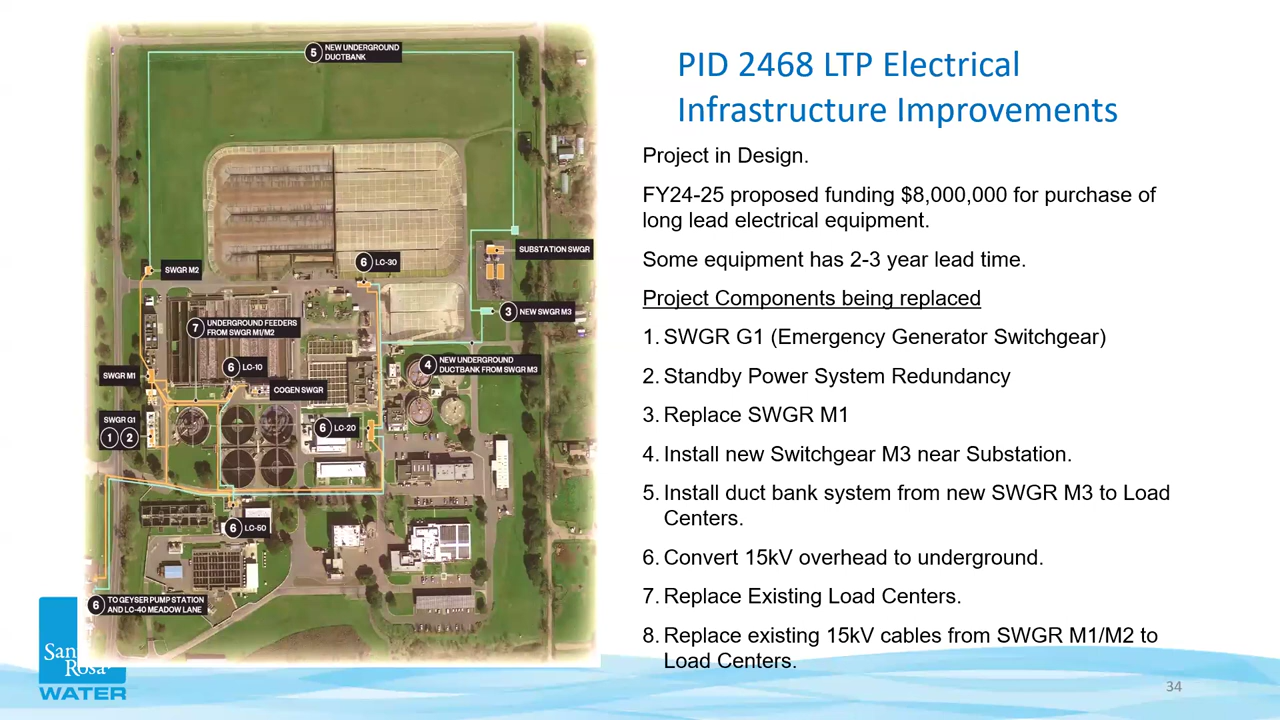 PID 2468 LTP Electrical
Infrastructure Improvements
Project in Design.
FY24-25 proposed funding $8,000,000 for purchase of
long lead electrical equipment.
Some equipment has 2-3 year lead time.
Project Components being replaced
1. SWGR G1 (Emergency Generator Switchgear)
2. Standby Power System Redundancy
3. Replace SWGR M1
4. Install new Switchgear M3 near Substation.
5. Install duct bank system from new SWGR M3 to Load
Centers.
6. Convert 15kV overhead to underground.
7. Replace Existing Load Centers.
8. Replace existing 15kV cables from SWGR M1/M2 to
Load Centers.
5 NEW UNDERGROUND
DUCTBANK
SUBSTATION SWGR
6 LC-30
SWGR M2
3 NEW SWGR M3
7 UNDERGROUND FEEDERS
FROM SWGR M1/M2
4 NEW UNDERGROUND
DUCTBANK FROM SWGR M3
6 LC-10
SWGR M1
COGEN SWGR
SWGR G1
1 2
6 LC-20
6 LC-50
6 TO GEYSER PUMP STATION
AND LC-40 MEADOW LANE
Santa
Rosa
WATER
34